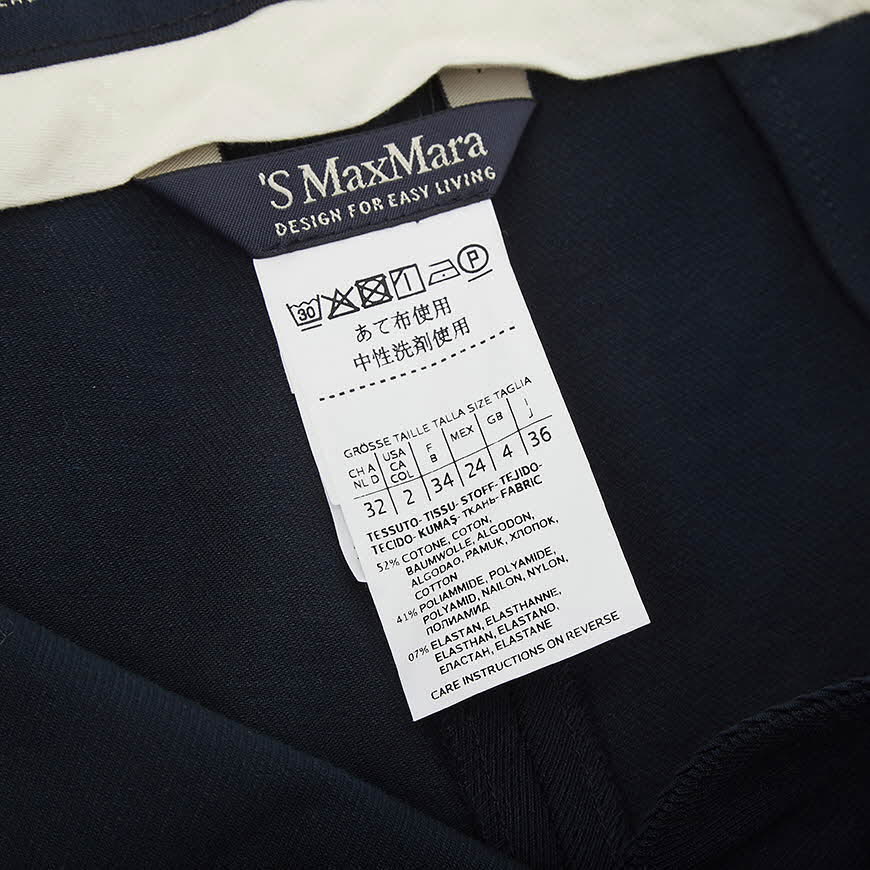 'S MaxMara
DESIGN FOR EASY LIVING
30 P
あて布使用
中性洗剤使用
GRÖSSE TAILLE TALLA SIZE TAGLIA
CH A USA F MEX GB I
NL D CA B J
COL
32 2 34 24 4 36
TESSUTO-TISSU-STOFF-TEJIDO-
TECIDO-KUMAŞ-ТКАНЬ-FABRIC
52% COTONE, COTON,
BAUMWOLLE, ALGODON,
ALGODAO, PAMUK, ХЛОПОК,
COTTON
41% POLIAMMIDE, POLYAMIDE,
POLYAMID, NAILON, NYLON,
ПОЛИАМИД
07% ELASTAN, ELASTHANNE,
ELASTHAN, ELASTANO,
ЕЛАСТАН, ELASTANE
CARE INSTRUCTIONS ON REVERSE